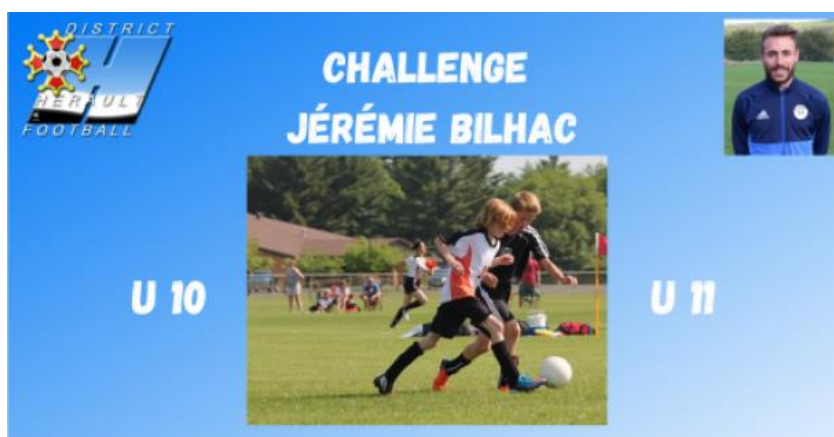 DISTRICT
HERAULT
FOOTBALL
CHALLENGE
JÉRÉMIE BILHAC
U 10
U 11